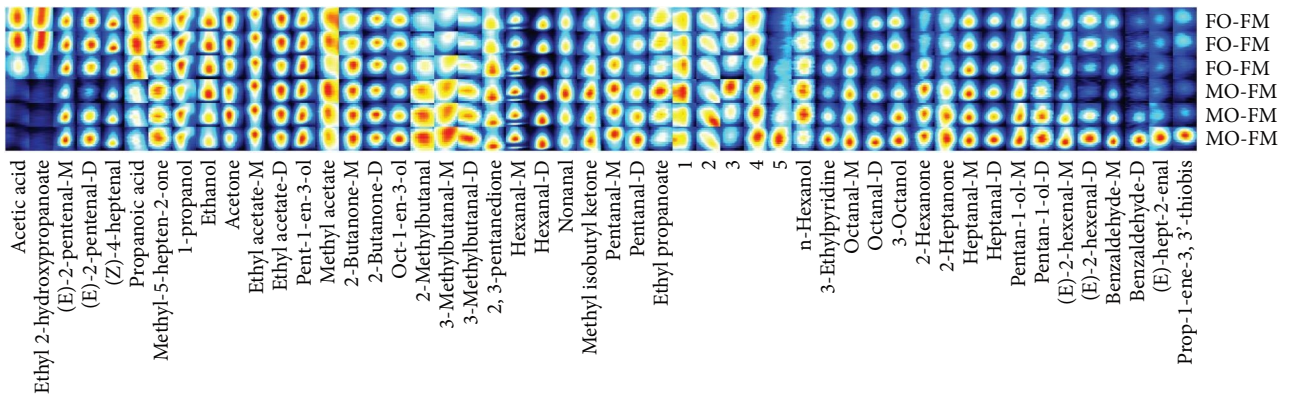 FO-FM
FO-FM
FO-FM
MO-FM
MO-FM
MO-FM
Acetic acid
Ethyl 2-hydroxypropanoate
(E)-2-pentenal-M
(E)-2-pentenal-D
(Z)-4-heptenal
Propanoic acid
Methyl-5-hepten-2-one
1-propanol
Ethanol
Acetone
Ethyl acetate-M
Ethyl acetate-D
Pent-1-en-3-ol
Methyl acetate
2-Butanone-M
2-Butanone-D
Oct-1-en-3-ol
2-Methylbutanal
3-Methylbutanal-M
3-Methylbutanal-D
2, 3-pentanedione
Hexanal-M
Hexanal-D
Nonanal
Methyl isobutyl ketone
Pentanal-M
Pentanal-D
Ethyl propanoate
1
2
3
4
5
n-Hexanol
3-Ethylpyridine
Octanal-M
Octanal-D
3-Octanol
2-Hexanone
2-Heptanone
Heptanal-M
Heptanal-D
Pentan-1-ol-M
Pentan-1-ol-D
(E)-2-hexenal-M
(E)-2-hexenal-D
Benzaldehyde-M
Benzaldehyde-D
(E)-hept-2-enal
Prop-1-ene-3, 3'-thiobis